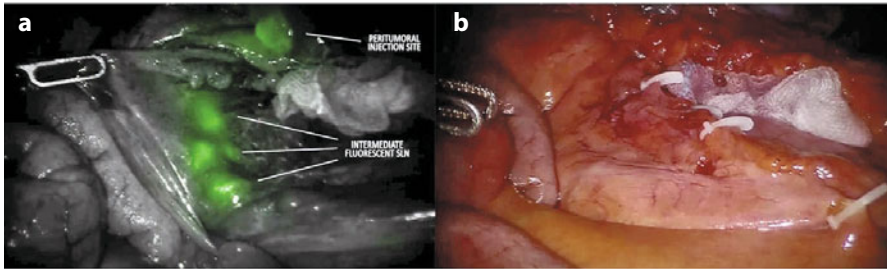 a
PERITUMORAL
INJECTION SITE
INTERMEDIATE
FLUORESCENT SLN
b